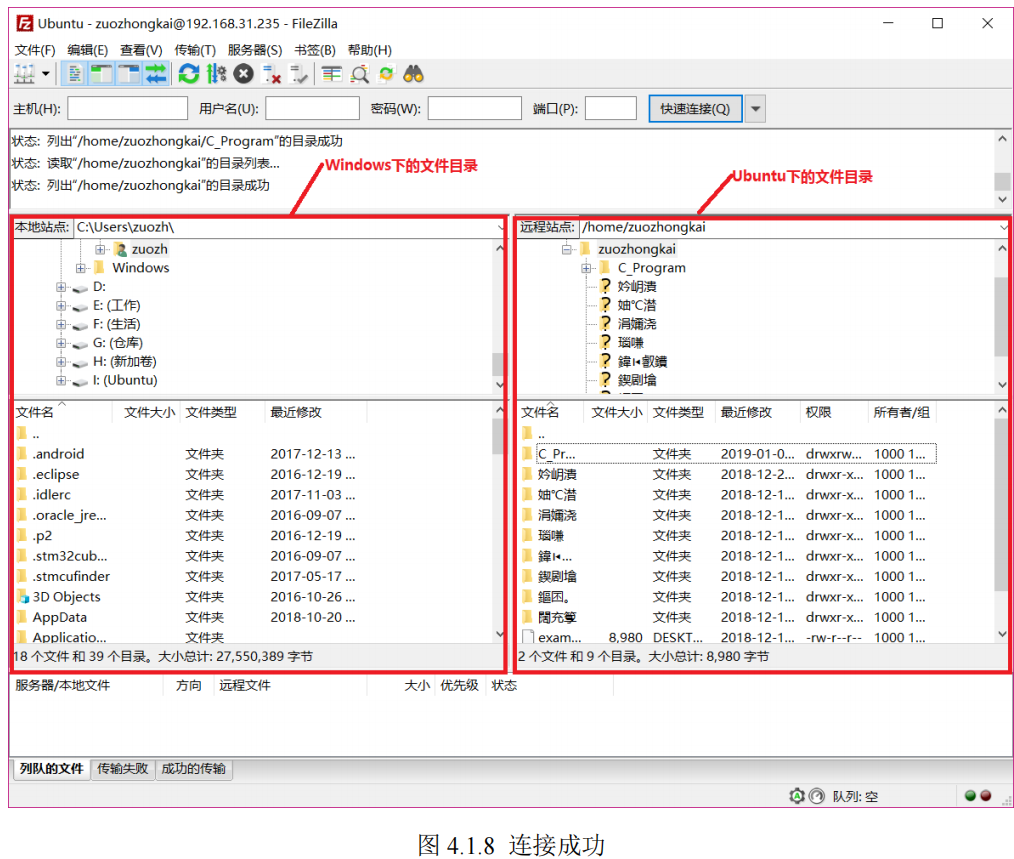 Ubuntu - zuozhongkai@192.168.31.235 - FileZilla
文件(F) 编辑(E) 查看(V) 传输(T) 服务器(S) 书签(B) 帮助(H)
主机(H): 用户名(U): 密码(W): 端口(P): 快速连接(Q)
状态: 列出"/home/zuozhongkai/C_Program"的目录成功
状态: 读取"/home/zuozhongkai"的目录列表...
状态: 列出"/home/zuozhongkai"的目录成功
Windows下的文件目录
Ubuntu下的文件目录
本地站点: C:\Users\zuozh\
zuozh
Windows
D:
E: (工作)
F: (生活)
G: (仓库)
H: (新加卷)
I: (Ubuntu)
文件名 文件大小 文件类型 最近修改
..
.android 文件夹 2017-12-13 ...
.eclipse 文件夹 2016-12-19 ...
.idlerc 文件夹 2017-11-03 ...
.oracle_jre... 文件夹 2016-09-07 ...
.p2 文件夹 2016-12-19 ...
.stm32cub... 文件夹 2016-09-07 ...
.stmcufinder 文件夹 2017-05-17 ...
3D Objects 文件夹 2016-10-26 ...
AppData 文件夹 2018-10-20 ...
Applicatio... 文件夹
18 个文件 和 39 个目录。大小总计: 27,550,389 字节
远程站点: /home/zuozhongkai
zuozhongkai
C_Program
妗岄潰
妯℃澘
涓嬭浇
瑙嗛
鍥剧墖
文件名 文件大小 文件类型 最近修改 权限 所有者/组
..
C_Pr... 文件夹 2019-01-0... drwxrw... 1000 1...
妗岄潰 文件夹 2018-12-2... drwxr-x... 1000 1...
妯℃澘 文件夹 2018-12-1... drwxr-x... 1000 1...
涓嬭浇 文件夹 2018-12-1... drwxr-x... 1000 1...
瑙嗛 文件夹 2018-12-1... drwxr-x... 1000 1...
文件夹 2018-12-1... drwxr-x... 1000 1...
鍥剧墖 文件夹 2018-12-1... drwxr-x... 1000 1...
文件夹 2018-12-1... drwxr-x... 1000 1...
文件夹 2018-12-1... drwxr-x... 1000 1...
exam... 8,980 DESKT... 2018-12-1... -rw-r--r-- 1000 1...
2 个文件 和 9 个目录。大小总计: 8,980 字节
服务器/本地文件 方向 远程文件 大小 优先级 状态
列队的文件 传输失败 成功的传输
队列: 空
图 4.1.8 连接成功